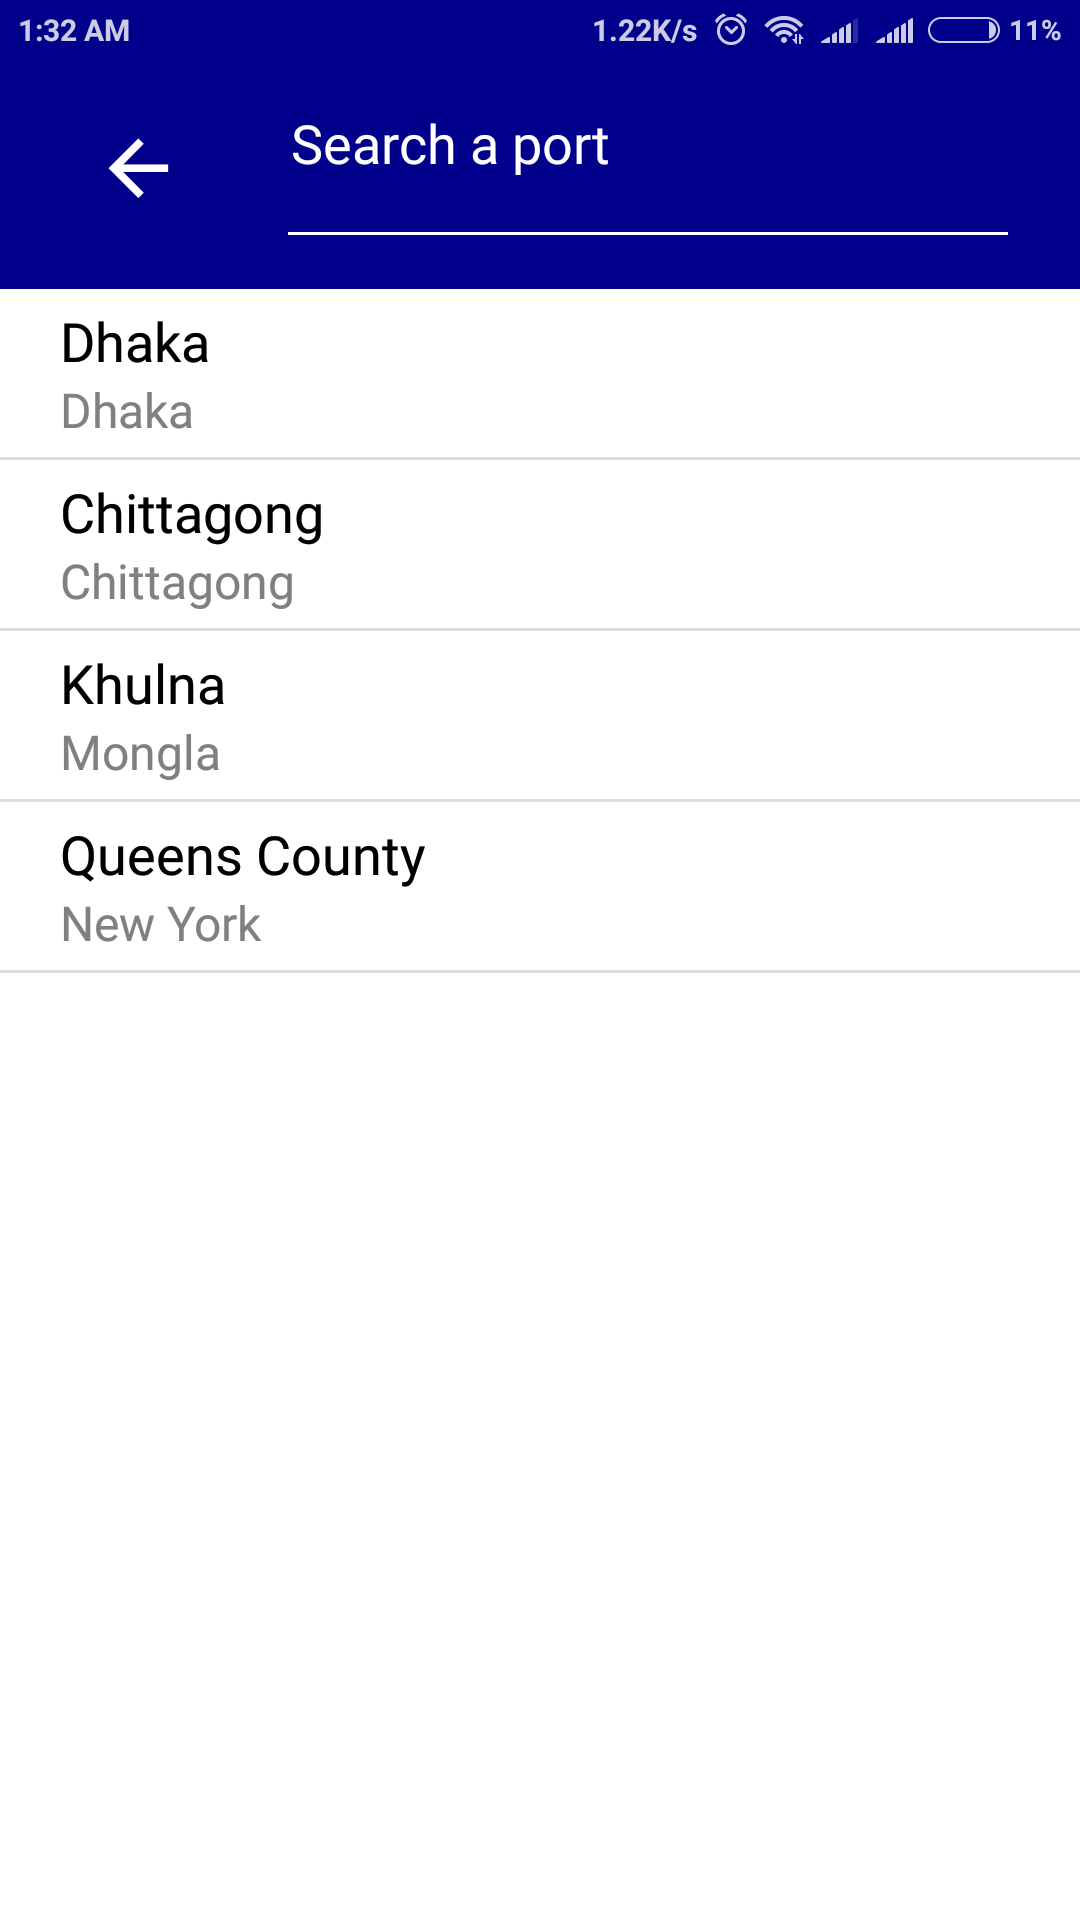 1:32 AM 1.22K/s 11%
Search a port
Dhaka
Dhaka
Chittagong
Chittagong
Khulna
Mongla
Queens County
New York